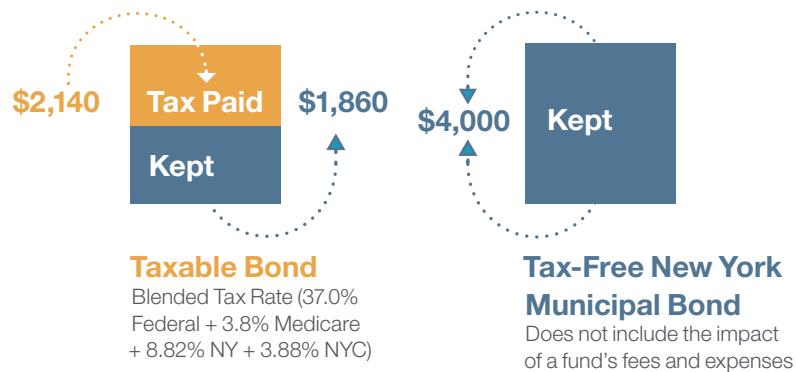 $2,140
Tax Paid
Kept
$1,860
$4,000
Kept
Taxable Bond
Blended Tax Rate (37.0%
Federal + 3.8% Medicare
+ 8.82% NY + 3.88% NYC)
Tax-Free New York
Municipal Bond
Does not include the impact
of a fund’s fees and expenses